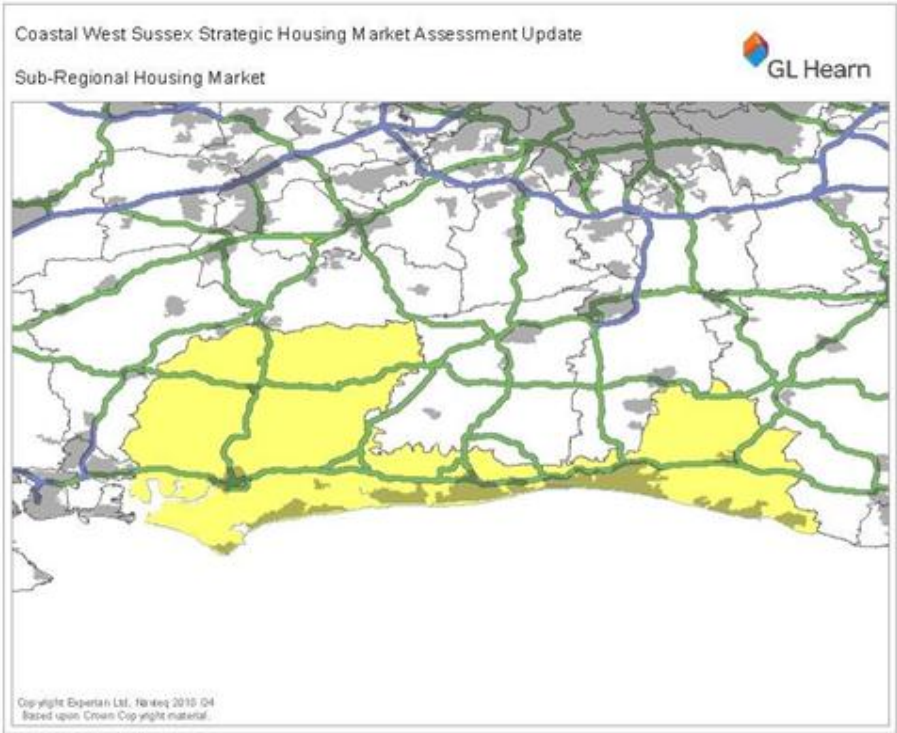 Coastal West Sussex Strategic Housing Market Assessment Update
GL Hearn
Sub-Regional Housing Market
Copyright Experian Ltd, Navteq 2010 Q4
Based upon Crown Copyright material.